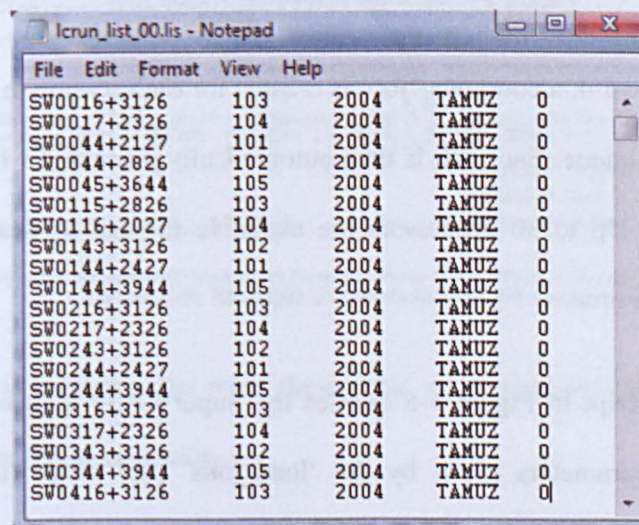 lcrun_list_00.lis - Notepad
File Edit Format View Help
SW0016+3126 103 2004 TAMUZ 0
SW0017+2326 104 2004 TAMUZ 0
SW0044+2127 101 2004 TAMUZ 0
SW0044+2826 102 2004 TAMUZ 0
SW0045+3644 105 2004 TAMUZ 0
SW0115+2826 103 2004 TAMUZ 0
SW0117+2027 104 2004 TAMUZ 0
SW0143+3126 102 2004 TAMUZ 0
SW0144+2427 101 2004 TAMUZ 0
SW0144+3944 105 2004 TAMUZ 0
SW0216+3126 103 2004 TAMUZ 0
SW0217+2326 104 2004 TAMUZ 0
SW0243+3126 102 2004 TAMUZ 0
SW0244+2427 101 2004 TAMUZ 0
SW0244+3944 105 2004 TAMUZ 0
SW0316+3126 103 2004 TAMUZ 0
SW0317+2326 104 2004 TAMUZ 0
SW0343+3126 102 2004 TAMUZ 0
SW0344+3944 105 2004 TAMUZ 0
SW0416+3126 103 2004 TAMUZ 0